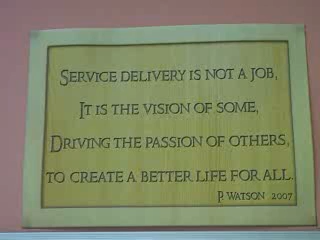 SERVICE DELIVERY IS NOT A JOB,
IT IS THE VISION OF SOME,
DRIVING THE PASSION OF OTHERS,
TO CREATE A BETTER LIFE FOR ALL.
P. WATSON 2007